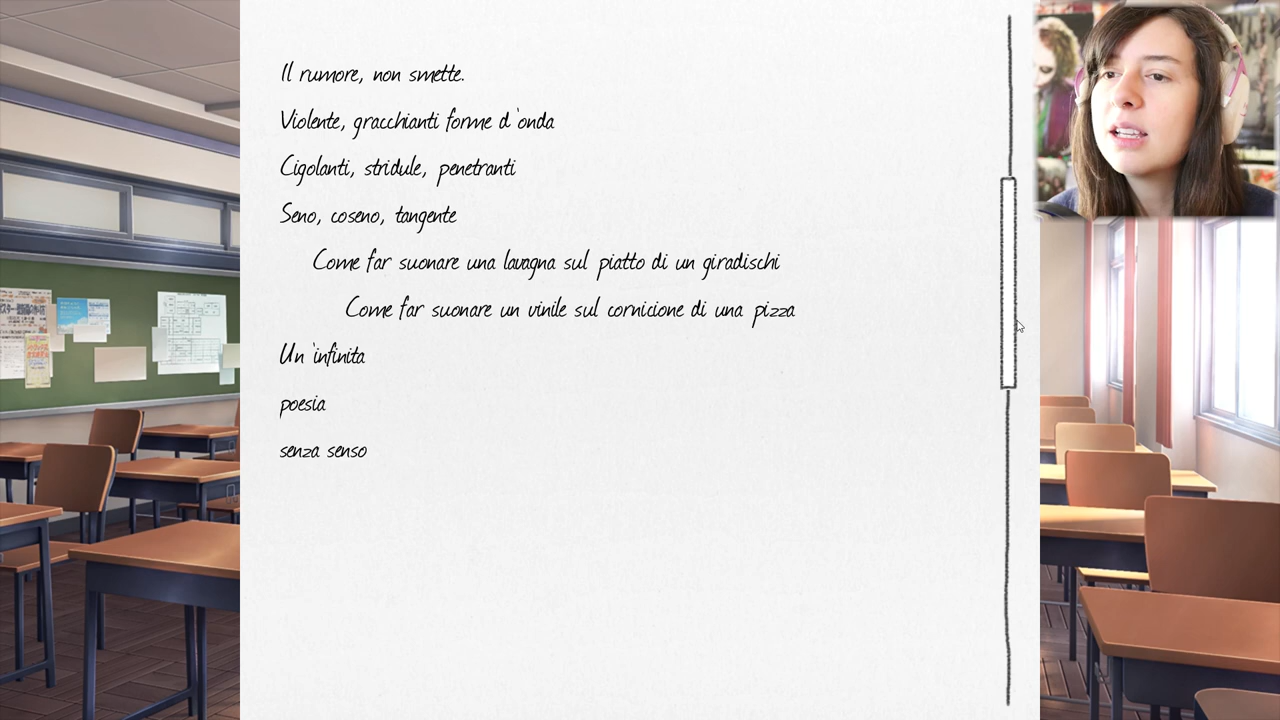 Il rumore, non smette.
Violente, gracchianti forme d'onda
Cigolanti, stridule, penetranti
Seno, coseno, tangente
Come far suonare una lavagna sul piatto di un giradischi
Come far suonare un vinile sul cornicione di una pizza
Un'infinita
poesia
senza senso